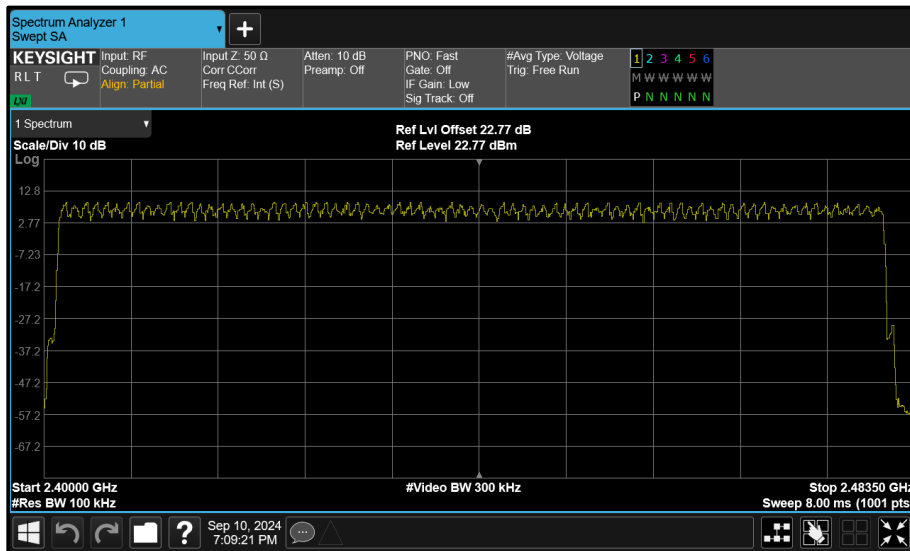 Spectrum Analyzer 1
Swept SA
+
KEYSIGHT
R L T
LXI
Input: RF
Coupling: AC
Align: Partial
Input Z: 50 Ω
Corr CCorr
Freq Ref: Int (S)
Atten: 10 dB
Preamp: Off
PNO: Fast
Gate: Off
IF Gain: Low
Sig Track: Off
#Avg Type: Voltage
Trig: Free Run
1 2 3 4 5 6
M W W W W W
P N N N N N
1 Spectrum
Scale/Div 10 dB
Ref Lvl Offset 22.77 dB
Ref Level 22.77 dBm
Log
12.8
2.77
-7.23
-17.2
-27.2
-37.2
-47.2
-57.2
-67.2
Start 2.40000 GHz
#Res BW 100 kHz
#Video BW 300 kHz
Stop 2.48350 GHz
Sweep 8.00 ms (1001 pts
?
Sep 10, 2024
7:09:21 PM